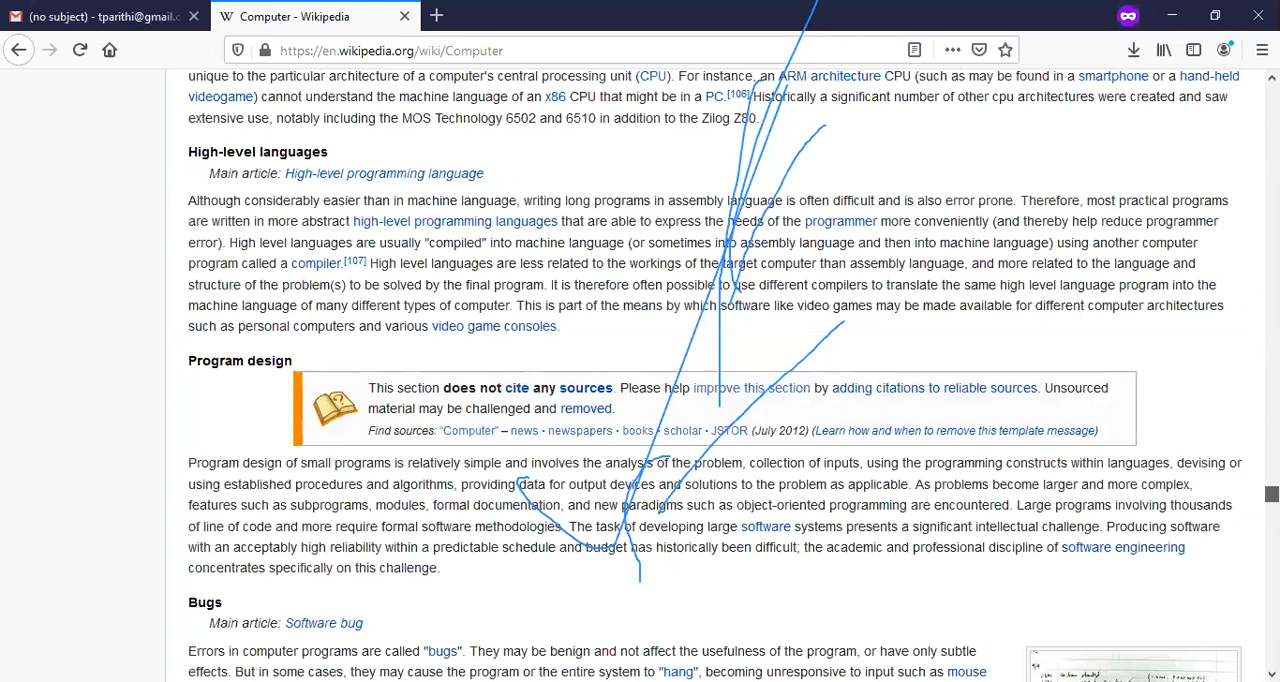 (no subject) - tparithi@gmail.c
Computer - Wikipedia
https://en.wikipedia.org/wiki/Computer
unique to the particular architecture of a computer's central processing unit (CPU). For instance, an ARM architecture CPU (such as may be found in a smartphone or a hand-held
videogame) cannot understand the machine language of an x86 CPU that might be in a PC.[106] Historically a significant number of other cpu architectures were created and saw
extensive use, notably including the MOS Technology 6502 and 6510 in addition to the Zilog Z80.
High-level languages
Main article: High-level programming language
Although considerably easier than in machine language, writing long programs in assembly language is often difficult and is also error prone. Therefore, most practical programs
are written in more abstract high-level programming languages that are able to express the needs of the programmer more conveniently (and thereby help reduce programmer
error). High level languages are usually "compiled" into machine language (or sometimes into assembly language and then into machine language) using another computer
program called a compiler.[107] High level languages are less related to the workings of the target computer than assembly language, and more related to the language and
structure of the problem(s) to be solved by the final program. It is therefore often possible to use different compilers to translate the same high level language program into the
machine language of many different types of computer. This is part of the means by which software like video games may be made available for different computer architectures
such as personal computers and various video game consoles.
Program design
This section does not cite any sources. Please help improve this section by adding citations to reliable sources. Unsourced
material may be challenged and removed.
Find sources: "Computer" – news · newspapers · books · scholar · JSTOR (July 2012) (Learn how and when to remove this template message)
Program design of small programs is relatively simple and involves the analysis of the problem, collection of inputs, using the programming constructs within languages, devising or
using established procedures and algorithms, providing data for output devices and solutions to the problem as applicable. As problems become larger and more complex,
features such as subprograms, modules, formal documentation, and new paradigms such as object-oriented programming are encountered. Large programs involving thousands
of line of code and more require formal software methodologies. The task of developing large software systems presents a significant intellectual challenge. Producing software
with an acceptably high reliability within a predictable schedule and budget has historically been difficult; the academic and professional discipline of software engineering
concentrates specifically on this challenge.
Bugs
Main article: Software bug
Errors in computer programs are called "bugs". They may be benign and not affect the usefulness of the program, or have only subtle
effects. But in some cases, they may cause the program or the entire system to "hang", becoming unresponsive to input such as mouse